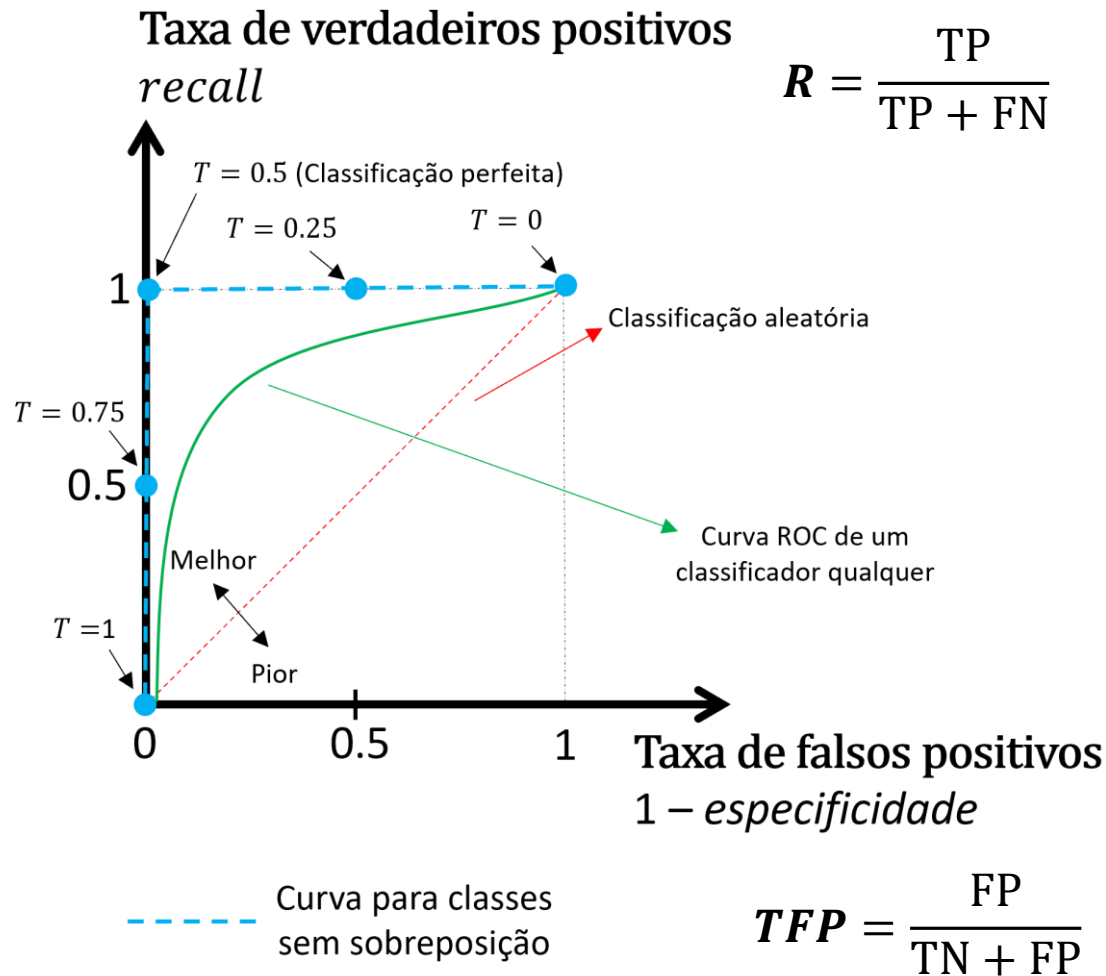 Taxa de verdadeiros positivos
recall
R = TP / (TP + FN)
T = 0.5 (Classificação perfeita)
T = 0.25
T = 0
1
Classificação aleatória
T = 0.75
0.5
Curva ROC de um
classificador qualquer
Melhor
T =1
Pior
0
0.5
1
Taxa de falsos positivos
1 – especificidade
Curva para classes
sem sobreposição
TFP = FP / (TN + FP)